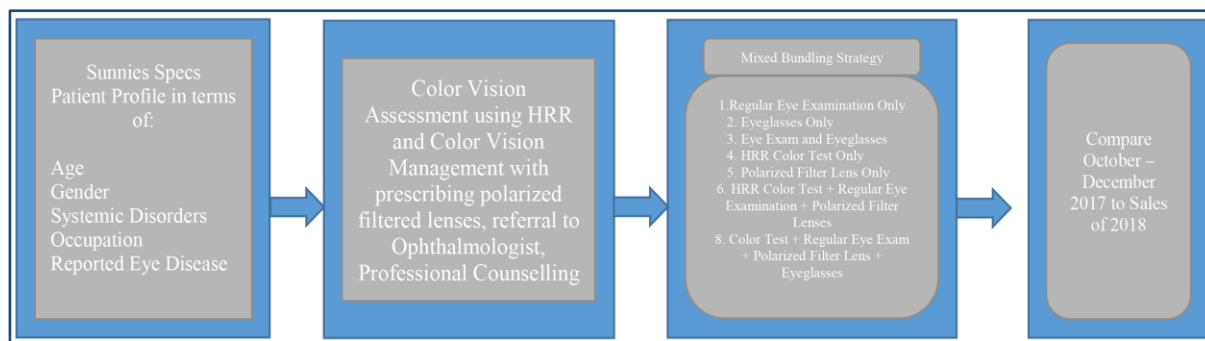 Sunnies Specs
Patient Profile in terms
of:
Age
Gender
Systemic Disorders
Occupation
Reported Eye Disease
Color Vision
Assessment using HRR
and Color Vision
Management with
prescribing polarized
filtered lenses, referral to
Ophthalmologist,
Professional Counselling
Mixed Bundling Strategy
1.Regular Eye Examination Only
2. Eyeglasses Only
3. Eye Exam and Eyeglasses
4. HRR Color Test Only
5. Polarized Filter Lens Only
6. HRR Color Test + Regular Eye
Examination + Polarized Filter
Lenses
8. Color Test + Regular Eye Exam
+ Polarized Filter Lens +
Eyeglasses
Compare
October –
December
2017 to Sales
of 2018